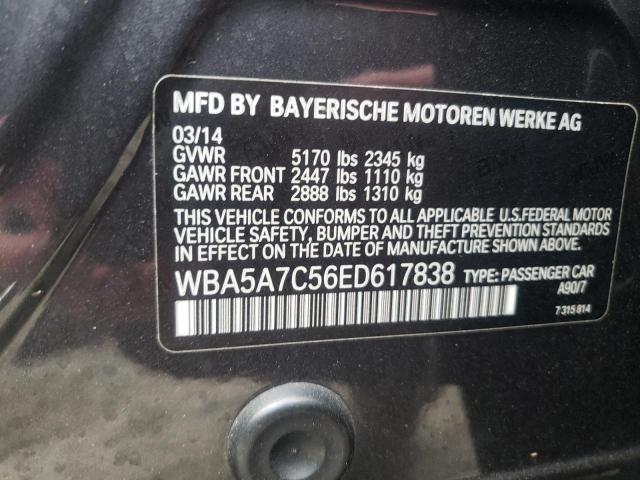 MFD BY BAYERISCHE MOTOREN WERKE AG
03/14
GVWR 5170 lbs 2345 kg
GAWR FRONT 2447 lbs 1110 kg
GAWR REAR 2888 lbs 1310 kg
THIS VEHICLE CONFORMS TO ALL APPLICABLE U.S.FEDERAL MOTOR
VEHICLE SAFETY, BUMPER AND THEFT PREVENTION STANDARDS
IN EFFECT ON THE DATE OF MANUFACTURE SHOWN ABOVE.
WBA5A7C56ED617838 TYPE: PASSENGER CAR
A90/7
7 315 814